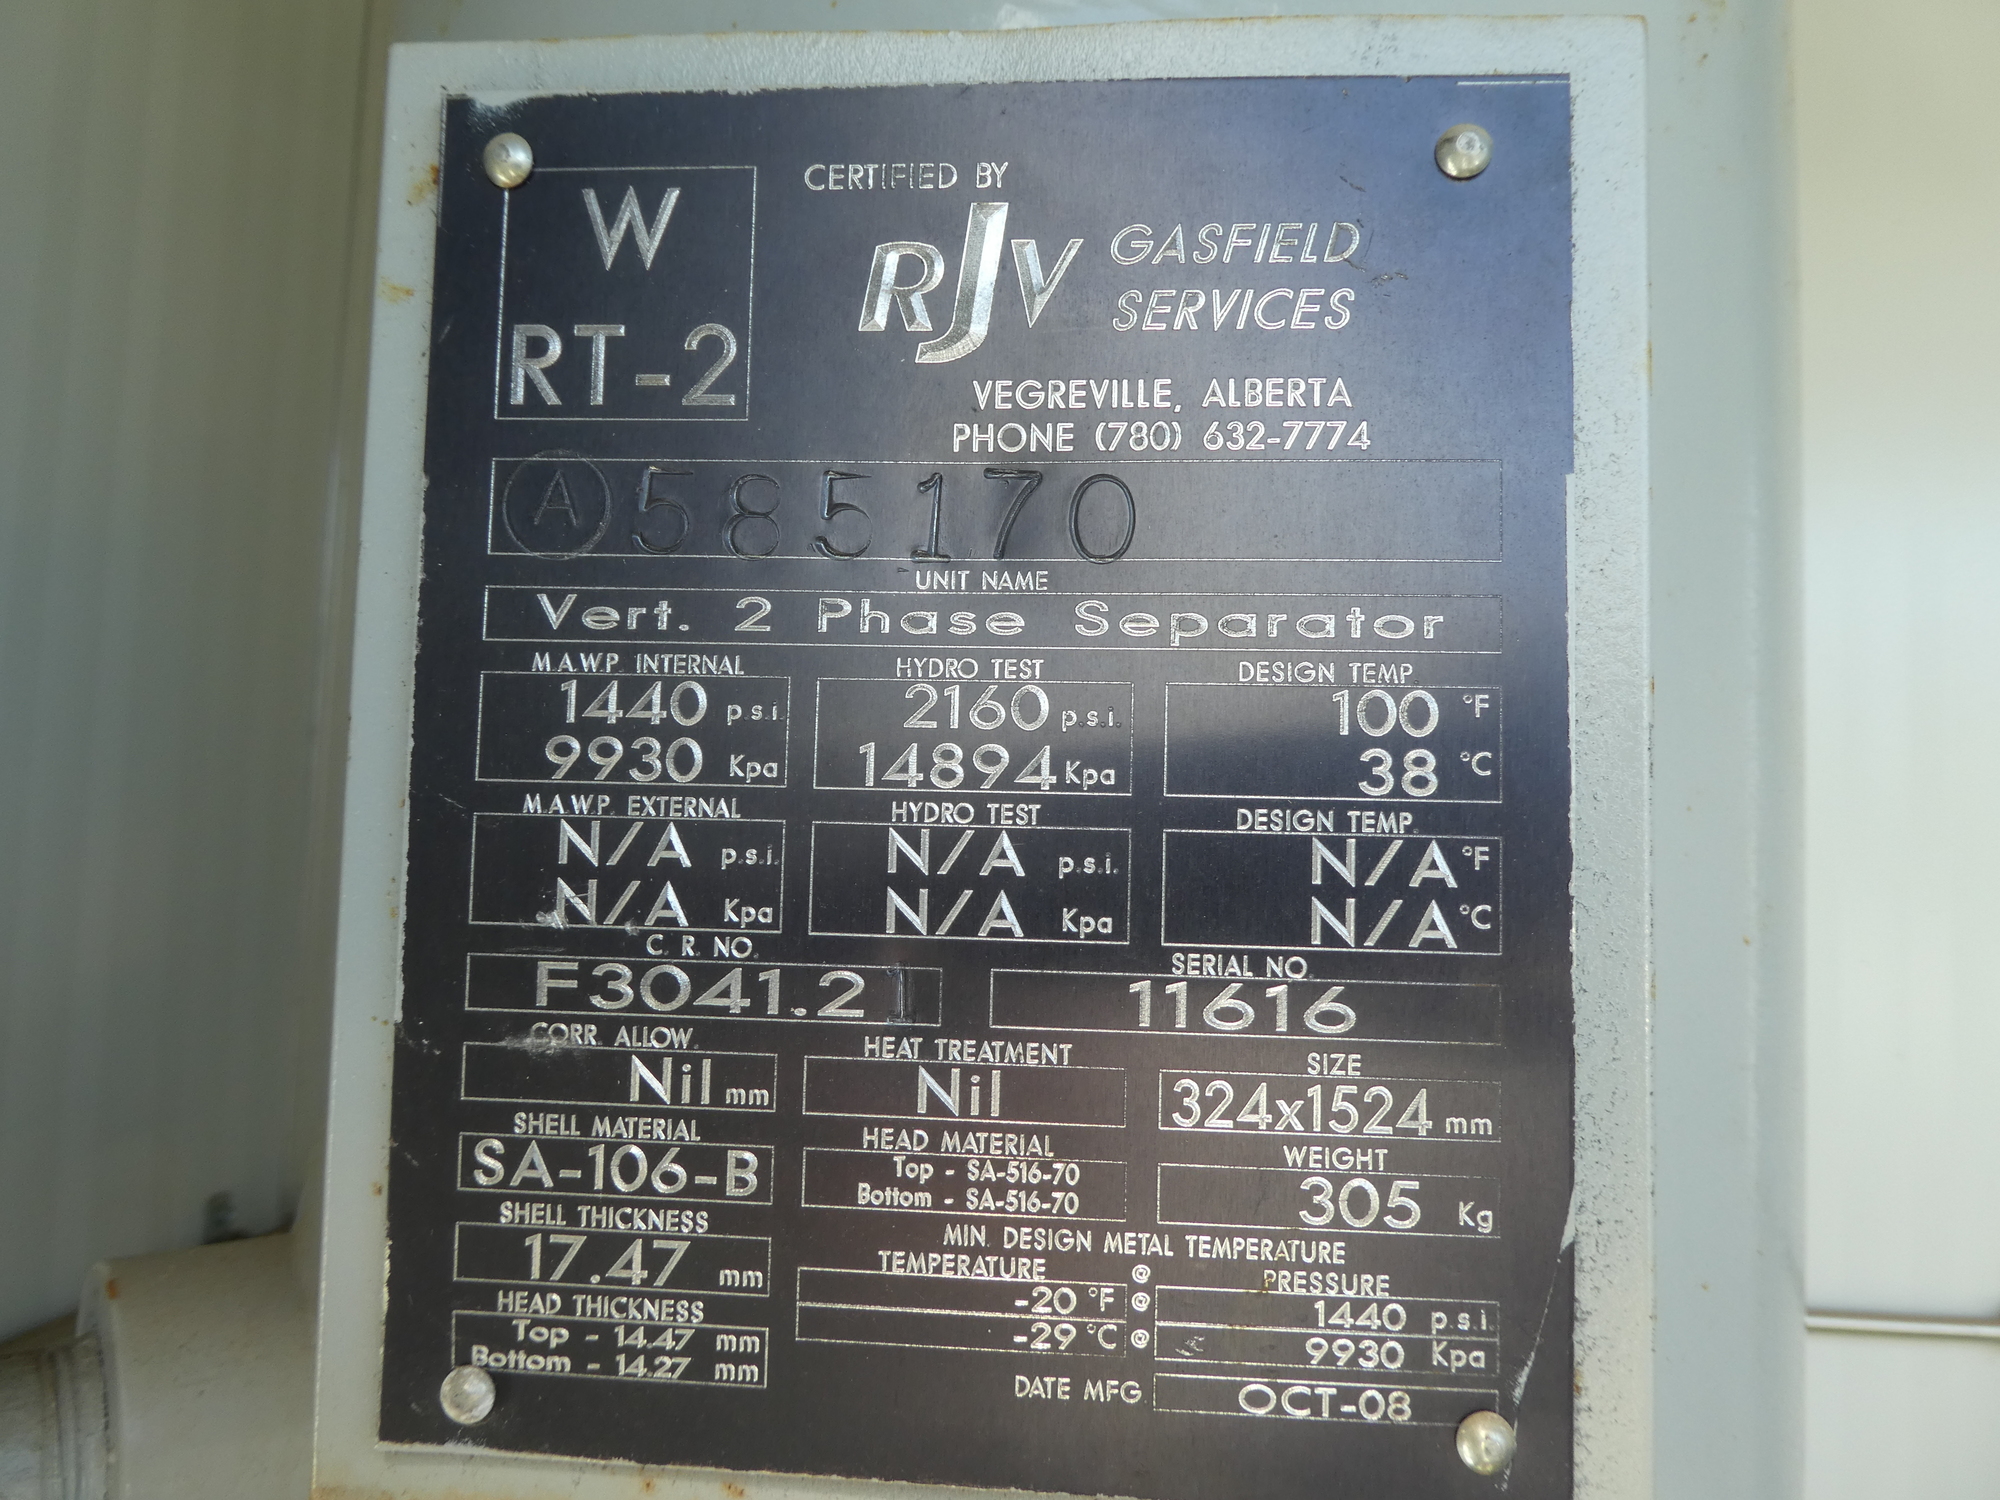 W
RT-2
CERTIFIED BY
RJV GASFIELD
SERVICES
VEGREVILLE, ALBERTA
PHONE (780) 632-7774
A 585170
UNIT NAME
Vert. 2 Phase Separator
M.A.W.P. INTERNAL HYDRO TEST DESIGN TEMP.
1440 p.s.i. 2160 p.s.i. 100 °F
9930 Kpa 14894 Kpa 38 °C
M.A.W.P. EXTERNAL HYDRO TEST DESIGN TEMP.
N/A p.s.i. N/A p.s.i. N/A °F
N/A Kpa N/A Kpa N/A °C
C. R. NO. SERIAL NO.
F3041.21 11616
CORR. ALLOW. HEAT TREATMENT SIZE
Nil mm Nil 324x1524 mm
SHELL MATERIAL HEAD MATERIAL WEIGHT
SA-106-B Top - SA-516-70 305 Kg
Bottom - SA-516-70
SHELL THICKNESS MIN. DESIGN METAL TEMPERATURE
17.47 mm TEMPERATURE @ PRESSURE
HEAD THICKNESS -20 °F @ 1440 p.s.i.
Top - 14.47 mm -29 °C @ 9930 Kpa
Bottom - 14.27 mm DATE MFG. OCT-08